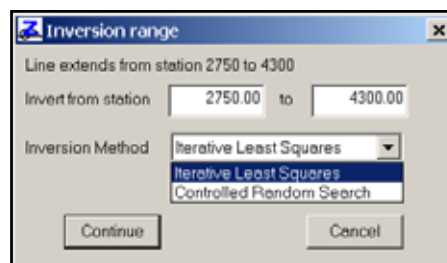 Inversion range
Line extends from station 2750 to 4300
Invert from station 2750.00 to 4300.00
Inversion Method Iterative Least Squares
Iterative Least Squares
Controlled Random Search
Continue Cancel